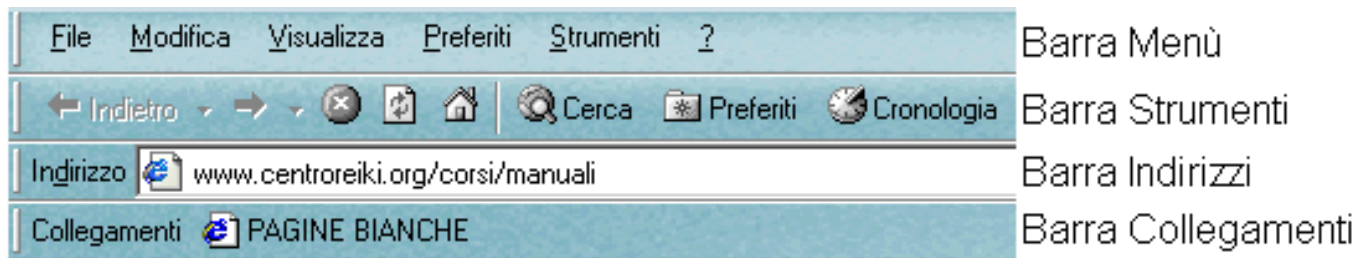 File Modifica Visualizza Preferiti Strumenti ? Barra Menù
Indietro Cerca Preferiti Cronologia Barra Strumenti
Indirizzo www.centroreiki.org/corsi/manuali Barra Indirizzi
Collegamenti PAGINE BIANCHE Barra Collegamenti